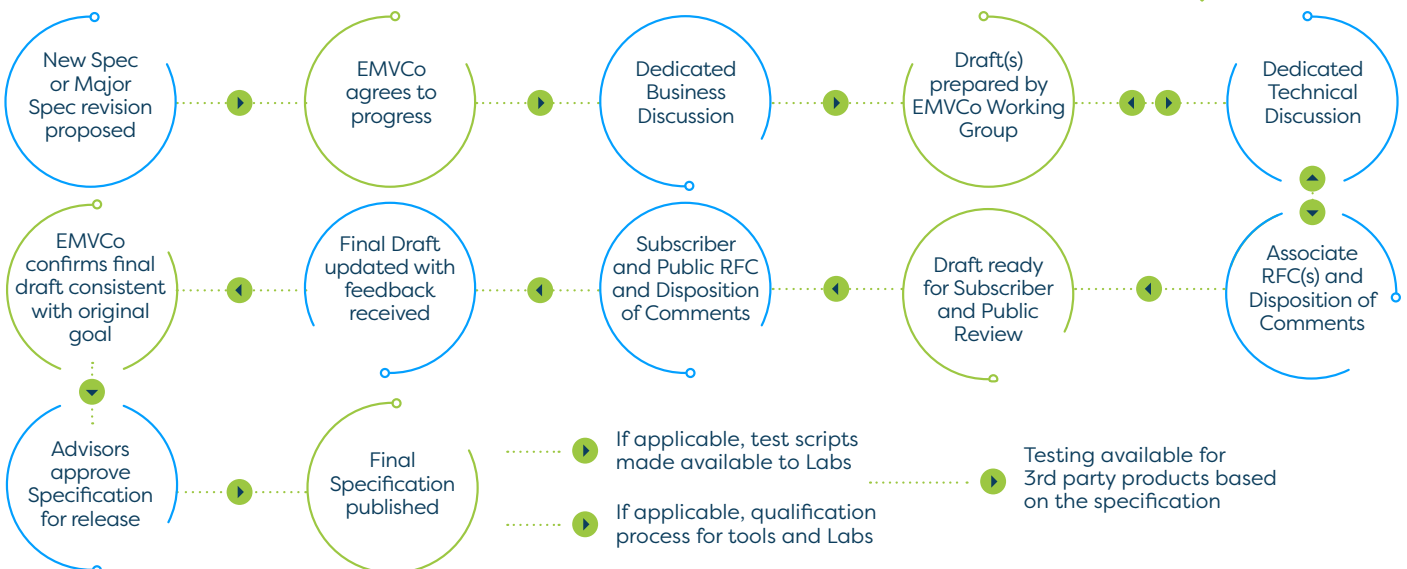 New Spec
or Major
Spec revision
proposed
EMVCo
agrees to
progress
Dedicated
Business
Discussion
Draft(s)
prepared by
EMVCo Working
Group
Dedicated
Technical
Discussion
Associate
RFC(s) and
Disposition of
Comments
Draft ready
for Subscriber
and Public
Review
Subscriber
and Public RFC
and Disposition
of Comments
Final Draft
updated with
feedback
received
EMVCo
confirms final
draft consistent
with original
goal
Advisors
approve
Specification
for release
Final
Specification
published
If applicable, test scripts
made available to Labs
If applicable, qualification
process for tools and Labs
Testing available for
3rd party products based
on the specification